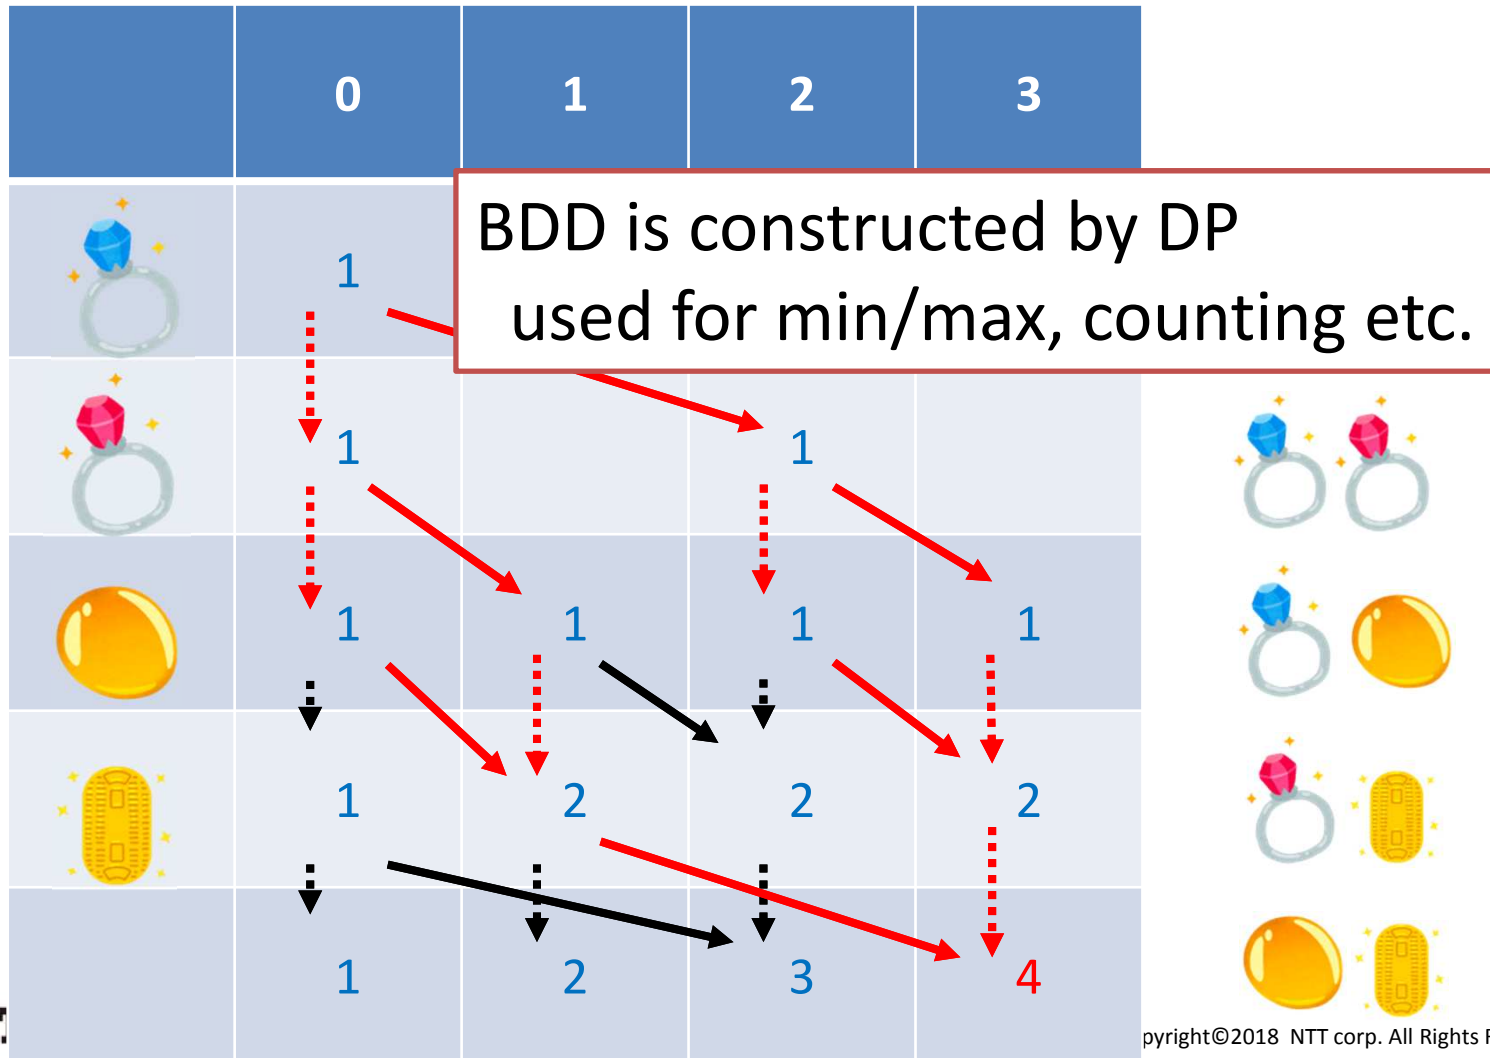 0 1 2 3
BDD is constructed by DP
used for min/max, counting etc.
1
1 1
1 1 1 1
1 2 2 2
1 2 3 4
pyright©2018 NTT corp. All Rights